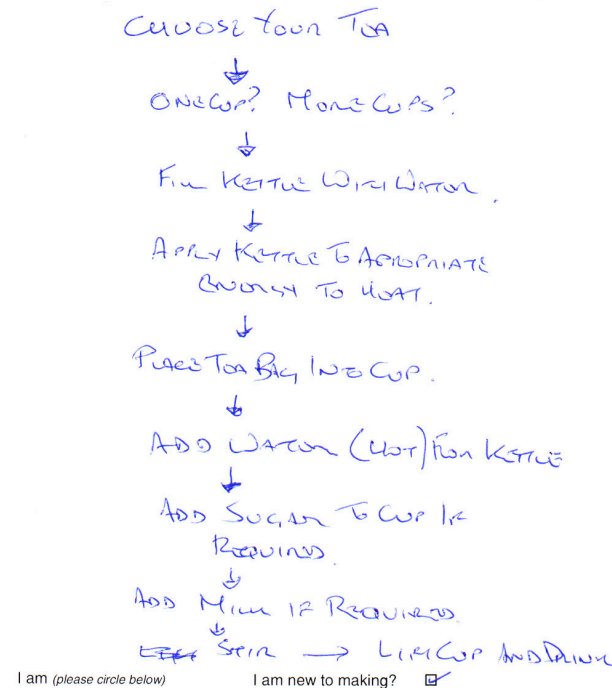 CHOOSE YOUR TEA
ONE CUP? MORE CUPS?
FILL KETTLE WITH WATER.
APPLY KETTLE TO APROPRIATE
ENERGY TO HEAT.
PLACE TEA BAG INTO CUP.
ADD WATER (HOT) FROM KETTLE
ADD SUGAR TO CUP IF
REQUIRED
ADD MILK IF REQUIRED.
STIR → LIFT CUP AND DRINK
I am (please circle below) I am new to making?